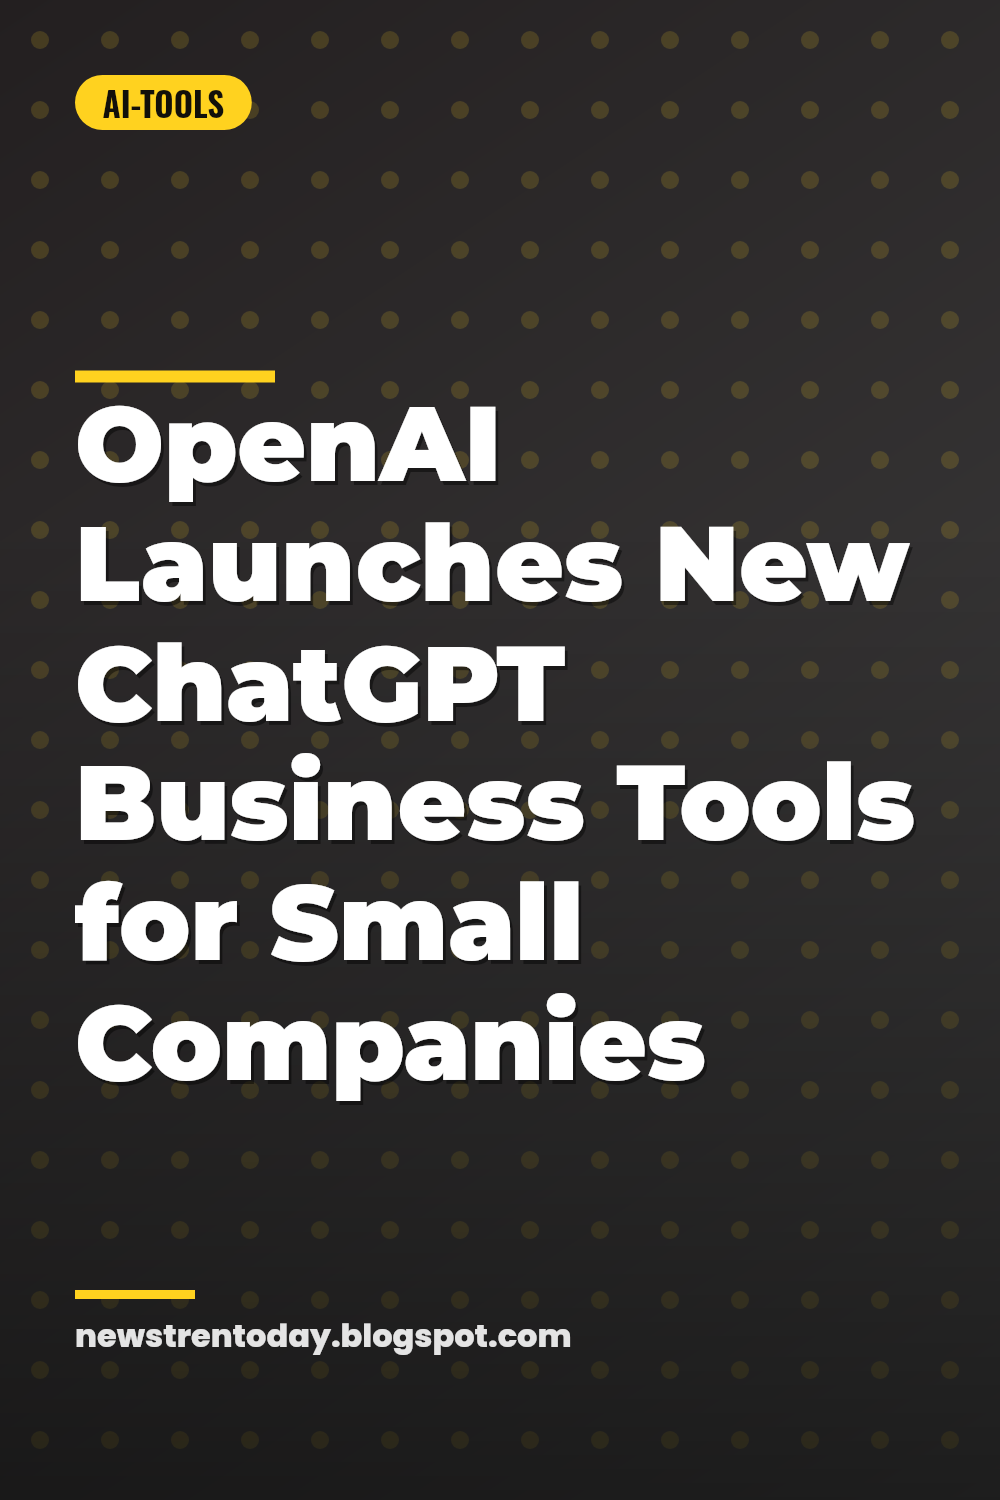 AI-TOOLS
OpenAI
Launches New
ChatGPT
Business Tools
for Small
Companies
newstrentoday.blogspot.com